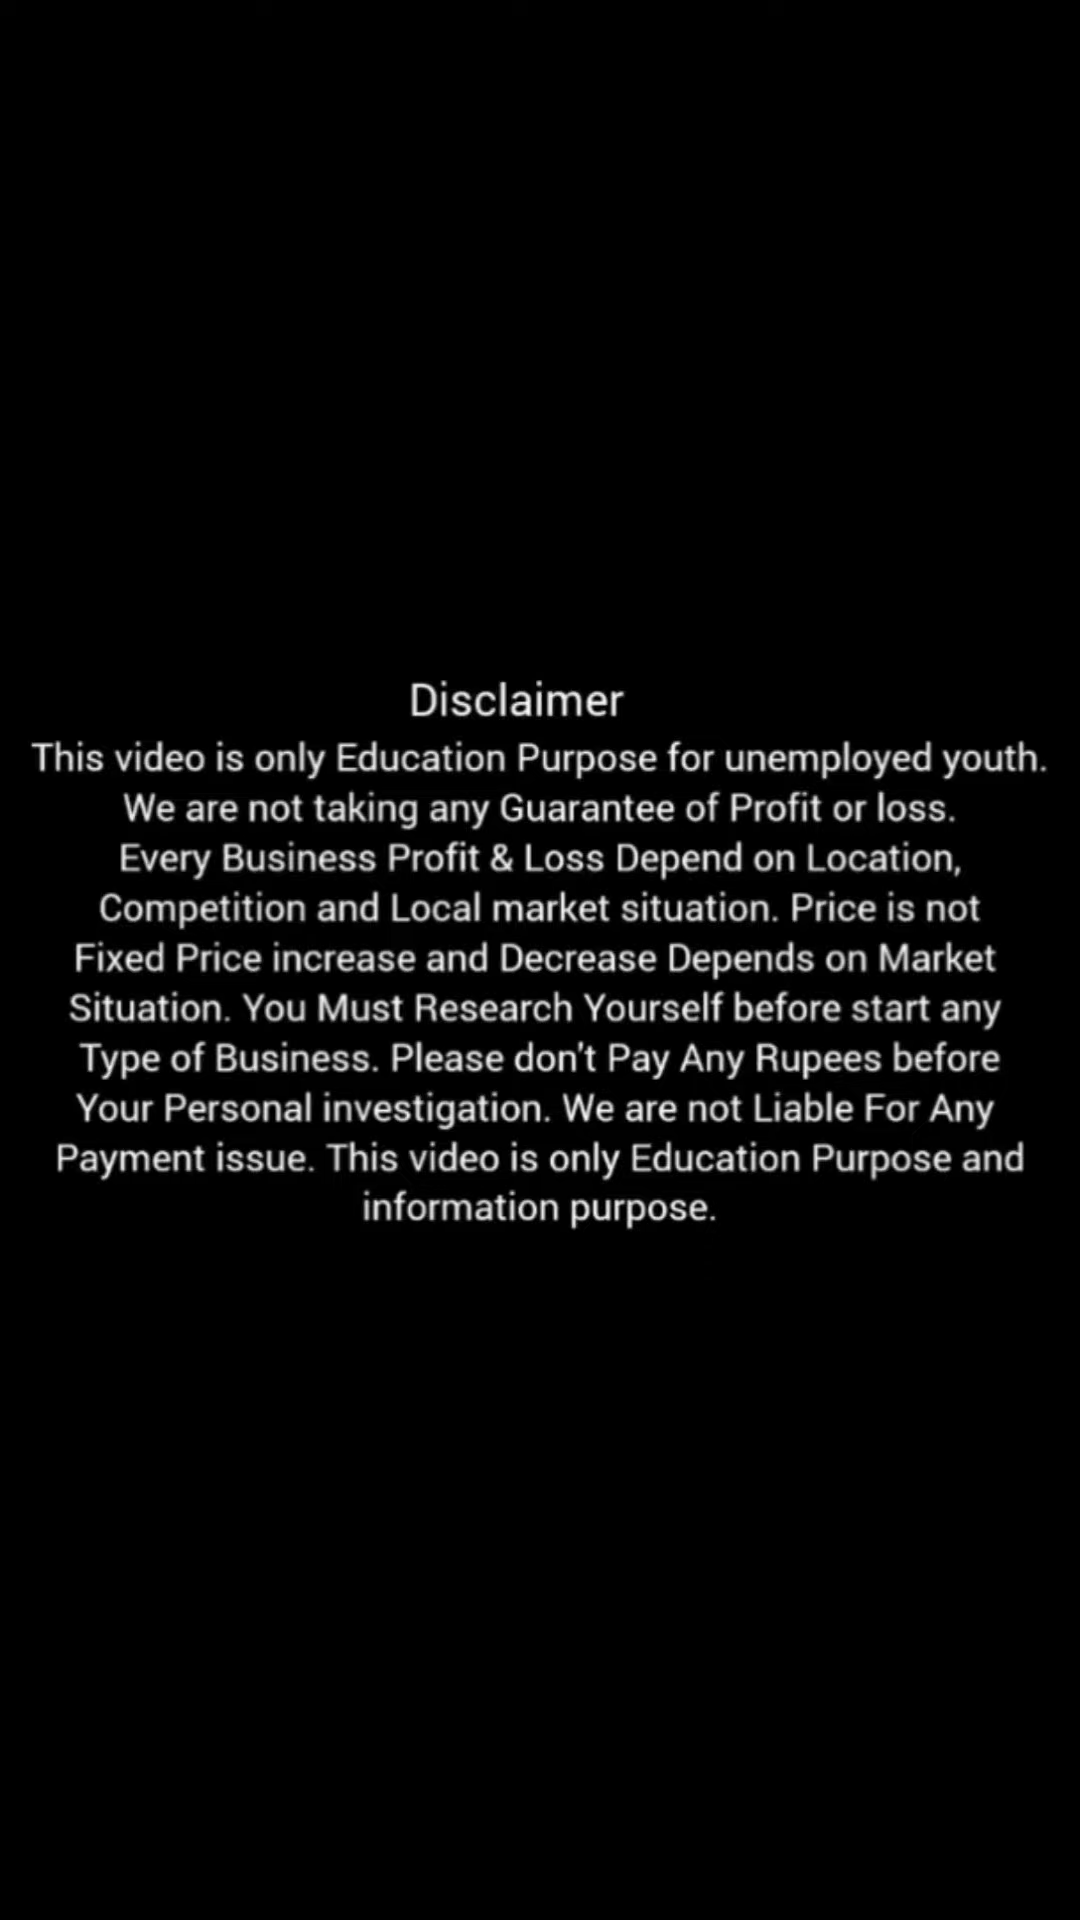 Disclaimer
This video is only Education Purpose for unemployed youth.
We are not taking any Guarantee of Profit or loss.
Every Business Profit & Loss Depend on Location,
Competition and Local market situation. Price is not
Fixed Price increase and Decrease Depends on Market
Situation. You Must Research Yourself before start any
Type of Business. Please don't Pay Any Rupees before
Your Personal investigation. We are not Liable For Any
Payment issue. This video is only Education Purpose and
information purpose.